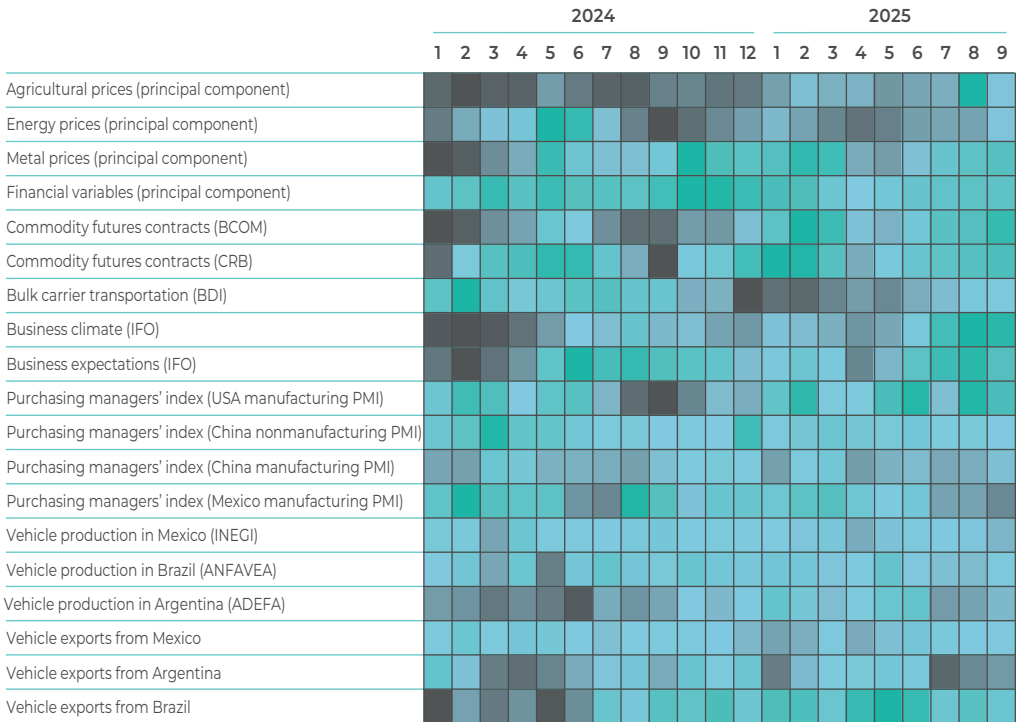 2024 2025
1 2 3 4 5 6 7 8 9 10 11 12 1 2 3 4 5 6 7 8 9
Agricultural prices (principal component)
Energy prices (principal component)
Metal prices (principal component)
Financial variables (principal component)
Commodity futures contracts (BCOM)
Commodity futures contracts (CRB)
Bulk carrier transportation (BDI)
Business climate (IFO)
Business expectations (IFO)
Purchasing managers' index (USA manufacturing PMI)
Purchasing managers' index (China nonmanufacturing PMI)
Purchasing managers' index (China manufacturing PMI)
Purchasing managers' index (Mexico manufacturing PMI)
Vehicle production in Mexico (INEGI)
Vehicle production in Brazil (ANFAVEA)
Vehicle production in Argentina (ADEFA)
Vehicle exports from Mexico
Vehicle exports from Argentina
Vehicle exports from Brazil